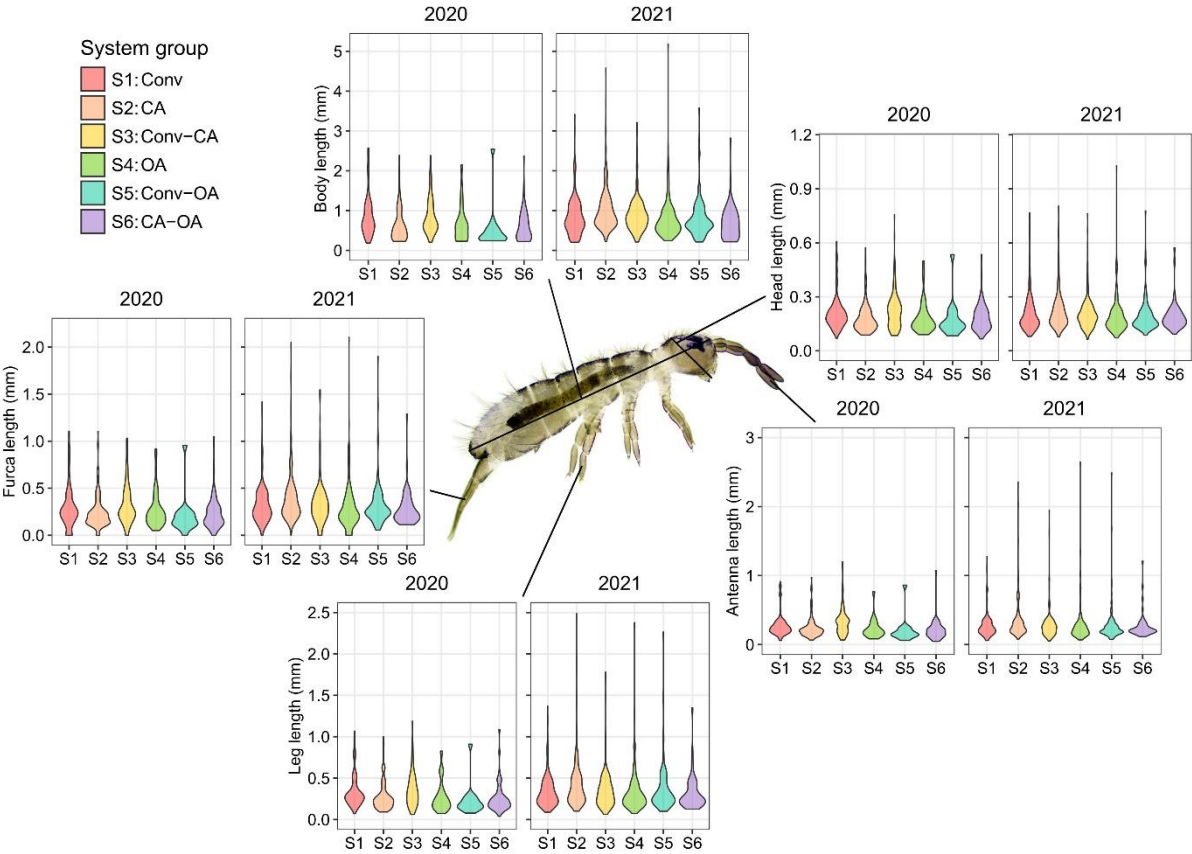 2020 2021
System group
S1:Conv
S2:CA
S3:Conv−CA
S4:OA
S5:Conv−OA
S6:CA−OA
Body length (mm)
5
4
3
2
1
0
S1 S2 S3 S4 S5 S6 S1 S2 S3 S4 S5 S6
2020 2021
Head length (mm)
1.2
0.9
0.6
0.3
0.0
S1 S2 S3 S4 S5 S6 S1 S2 S3 S4 S5 S6
2020 2021
Furca length (mm)
2.0
1.5
1.0
0.5
0.0
S1 S2 S3 S4 S5 S6 S1 S2 S3 S4 S5 S6
2020 2021
Antenna length (mm)
3
2
1
0
S1 S2 S3 S4 S5 S6 S1 S2 S3 S4 S5 S6
2020 2021
Leg length (mm)
2.5
2.0
1.5
1.0
0.5
0.0
S1 S2 S3 S4 S5 S6 S1 S2 S3 S4 S5 S6